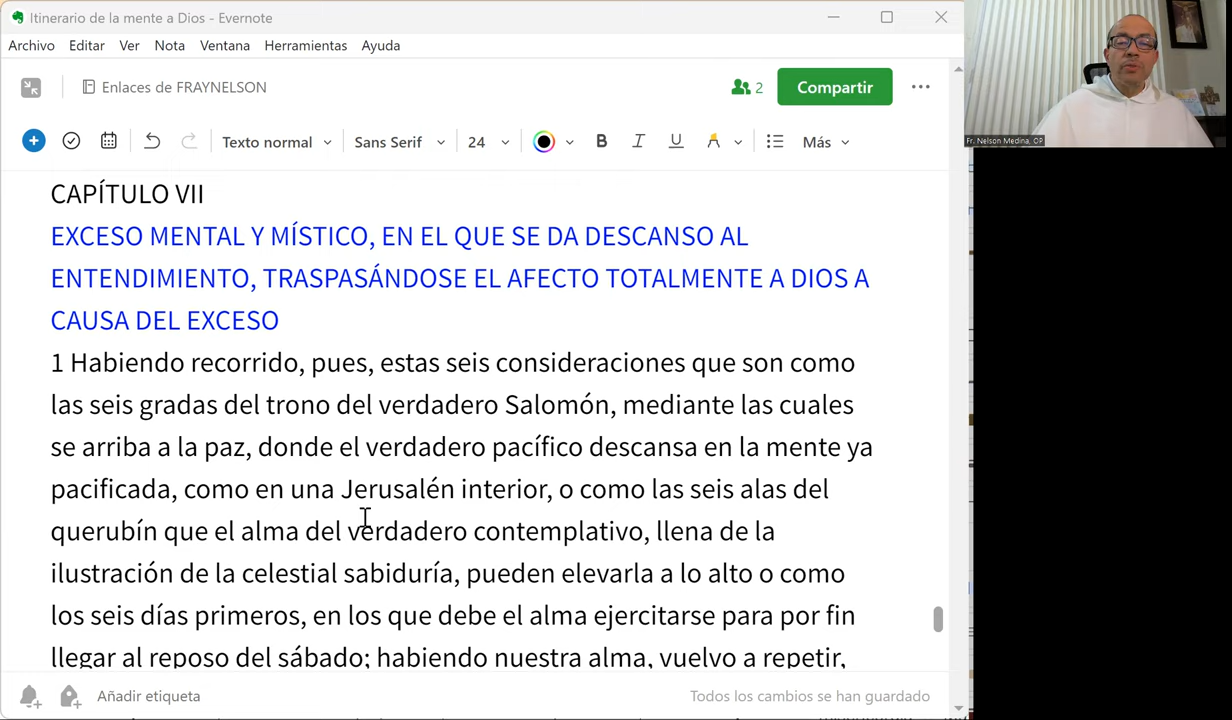 Itinerario de la mente a Dios - Evernote
Archivo Editar Ver Nota Ventana Herramientas Ayuda
Enlaces de FRAYNELSON
2
Compartir
Texto normal
Sans Serif
24
B I U
Más
CAPÍTULO VII
EXCESO MENTAL Y MÍSTICO, EN EL QUE SE DA DESCANSO AL
ENTENDIMIENTO, TRASPASÁNDOSE EL AFECTO TOTALMENTE A DIOS A
CAUSA DEL EXCESO
1 Habiendo recorrido, pues, estas seis consideraciones que son como
las seis gradas del trono del verdadero Salomón, mediante las cuales
se arriba a la paz, donde el verdadero pacífico descansa en la mente ya
pacificada, como en una Jerusalén interior, o como las seis alas del
querubín que el alma del verdadero contemplativo, llena de la
ilustración de la celestial sabiduría, pueden elevarla a lo alto o como
los seis días primeros, en los que debe el alma ejercitarse para por fin
llegar al reposo del sábado; habiendo nuestra alma, vuelvo a repetir,
Añadir etiqueta
Todos los cambios se han guardado
Fr. Nelson Medina, OP